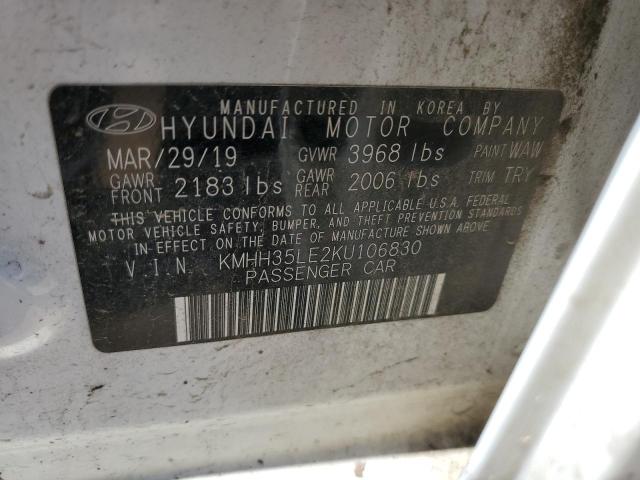 MANUFACTURED IN KOREA BY
HYUNDAI MOTOR COMPANY
MAR/29/19 GVWR 3968 lbs PAINT WAW
GAWR FRONT 2183 lbs GAWR REAR 2006 lbs TRIM TRY
THIS VEHICLE CONFORMS TO ALL APPLICABLE U.S.A. FEDERAL
MOTOR VEHICLE SAFETY, BUMPER, AND THEFT PREVENTION STANDARDS
IN EFFECT ON THE DATE OF MANUFACTURE SHOWN ABOVE.
VIN KMHH35LE2KU106830
PASSENGER CAR